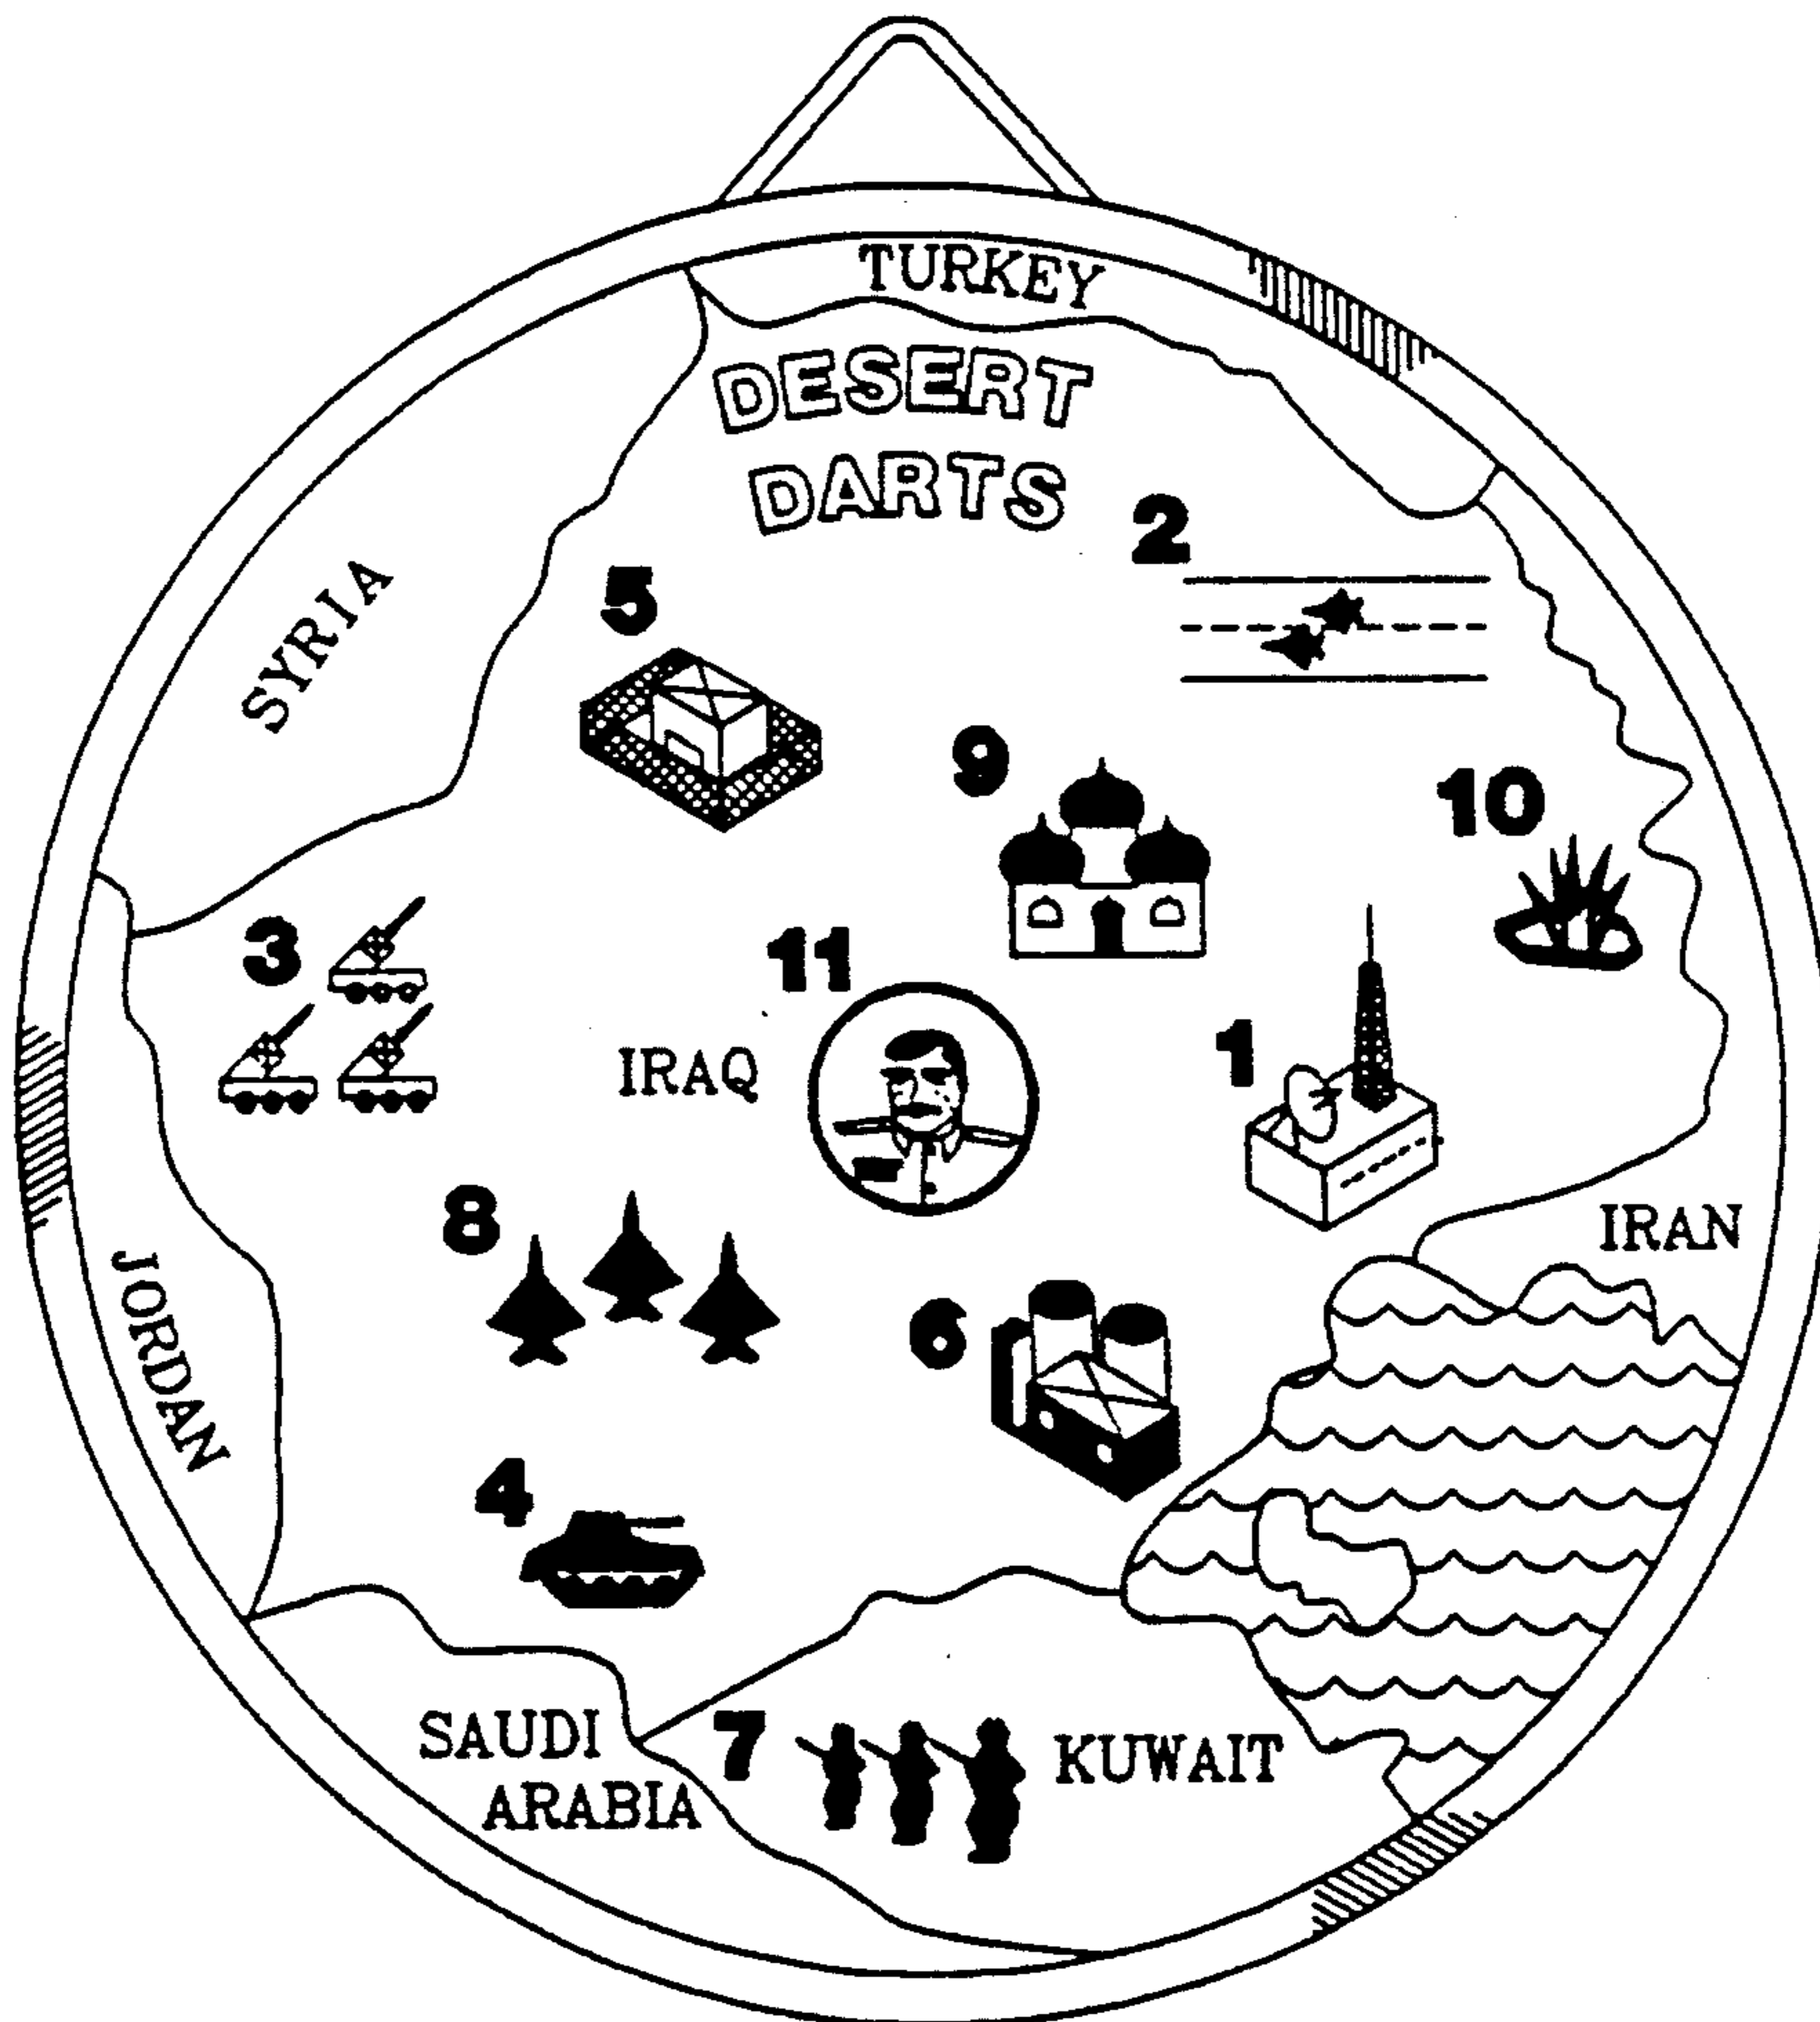 TURKEY
DESERT
DARTS
2
5
SYRIA
9
10
3
11
1
IRAQ
8
IRAN
JORDAN
6
4
SAUDI
ARABIA
7
KUWAIT